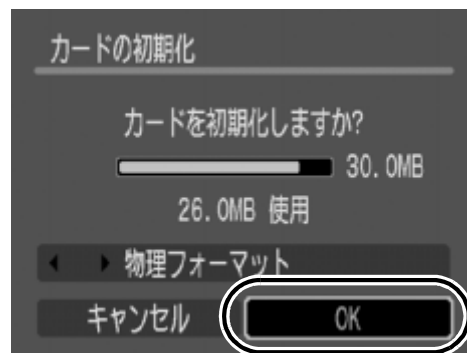 カードの初期化
カードを初期化しますか?
30.0MB
26.0MB 使用
物理フォーマット
キャンセル OK